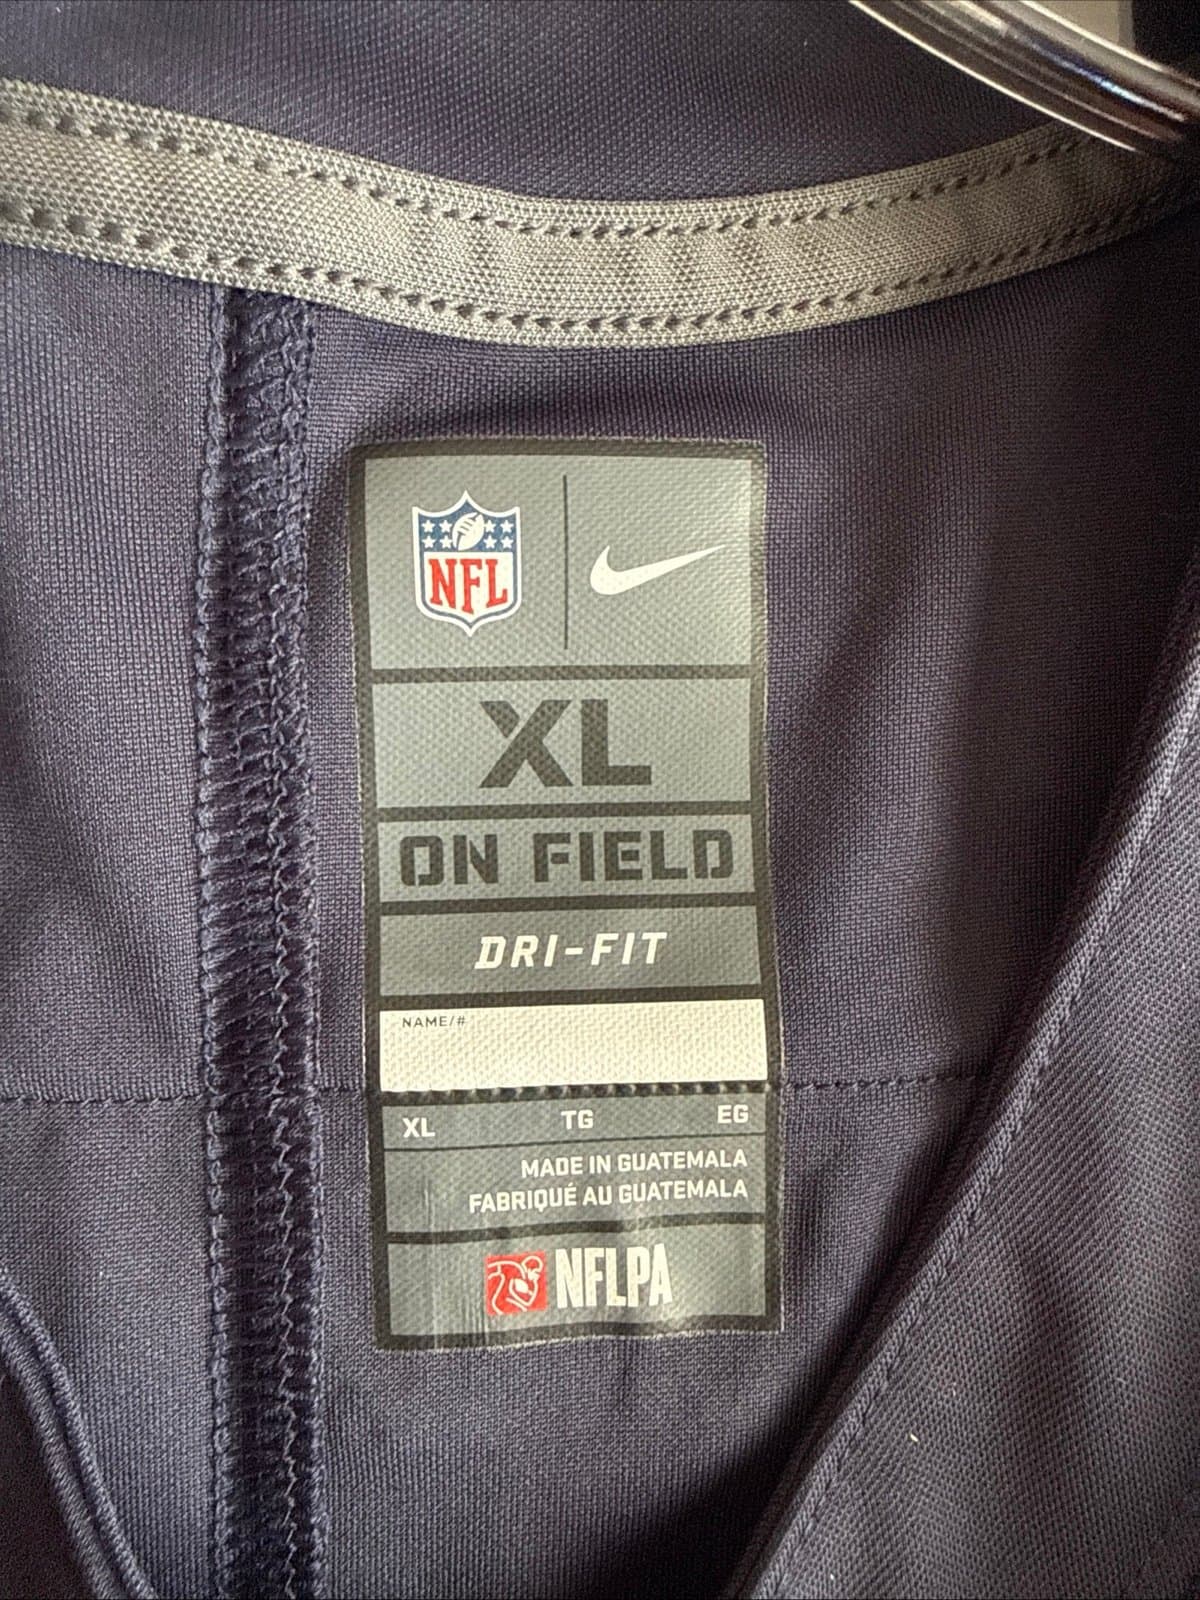 NFL
XL
ON FIELD
DRI-FIT
NAME/#
XL TG EG
MADE IN GUATEMALA
FABRIQUÉ AU GUATEMALA
NFLPA